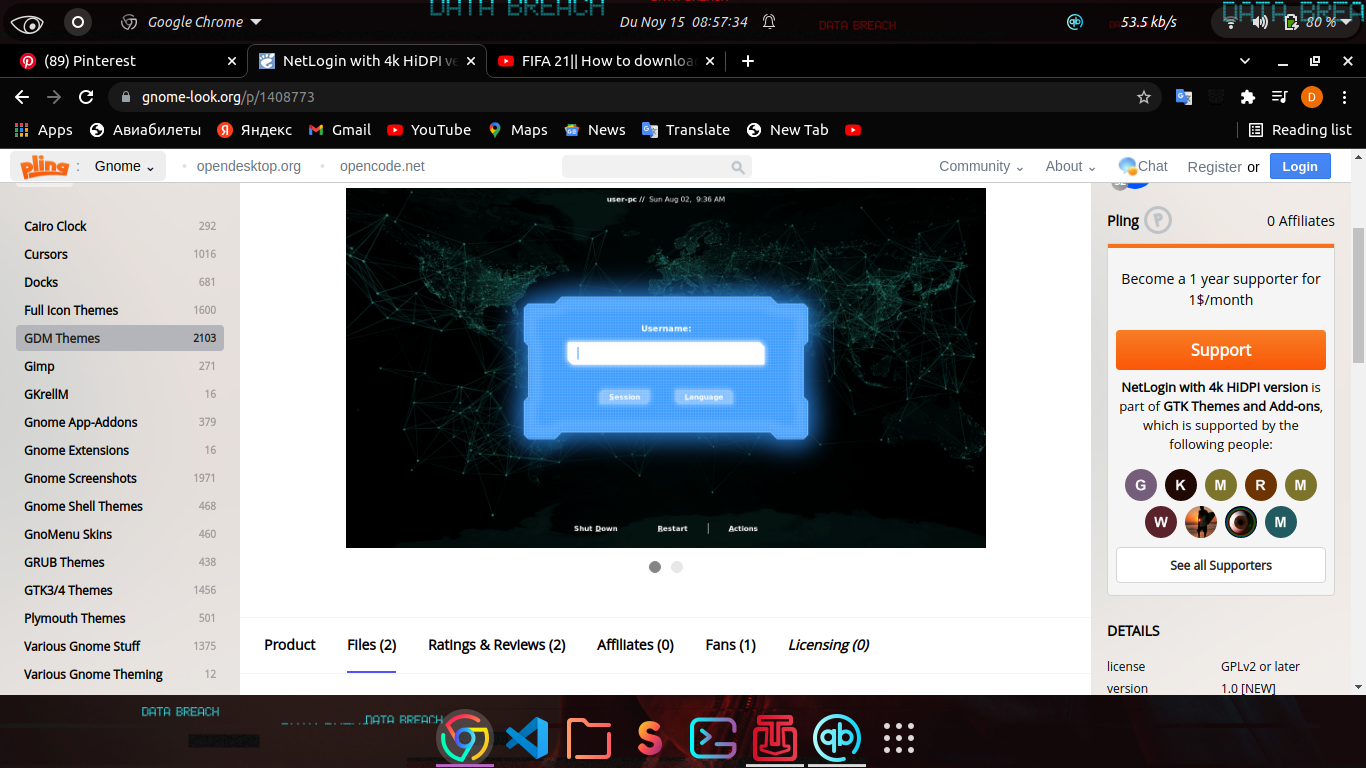 DATA BREACH
Google Chrome
Du Noy 15 08:57:34
DATA BREACH
53.5 kb/s
80 %
(89) Pinterest
NetLogin with 4k HiDPI ve
FIFA 21|| How to downloa
gnome-look.org/p/1408773
D
Apps
Авиабилеты
Яндекс
Gmail
YouTube
Maps
News
Translate
New Tab
Reading list
pling :
Gnome
opendesktop.org
opencode.net
Community
About
Chat
Register or
Login
Cairo Clock 292
Cursors 1016
Docks 681
Full Icon Themes 1600
GDM Themes 2103
Gimp 271
GKrellM 16
Gnome App-Addons 379
Gnome Extensions 16
Gnome Screenshots 1971
Gnome Shell Themes 468
GnoMenu Skins 460
GRUB Themes 438
GTK3/4 Themes 1456
Plymouth Themes 501
Various Gnome Stuff 1375
Various Gnome Theming 12
user-pc // Sun Aug 02, 9:36 AM
Username:
Session
Language
Shut Down
Restart
Actions
Product
Files (2)
Ratings & Reviews (2)
Affiliates (0)
Fans (1)
Licensing (0)
Pling
P
0 Affiliates
Become a 1 year supporter for
1$/month
Support
NetLogin with 4k HiDPI version is
part of GTK Themes and Add-ons,
which is supported by the
following people:
G K M R M
W M
See all Supporters
DETAILS
license GPLv2 or later
version 1.0 [NEW]
DATA BREACH
DATA BREACH
S
qb